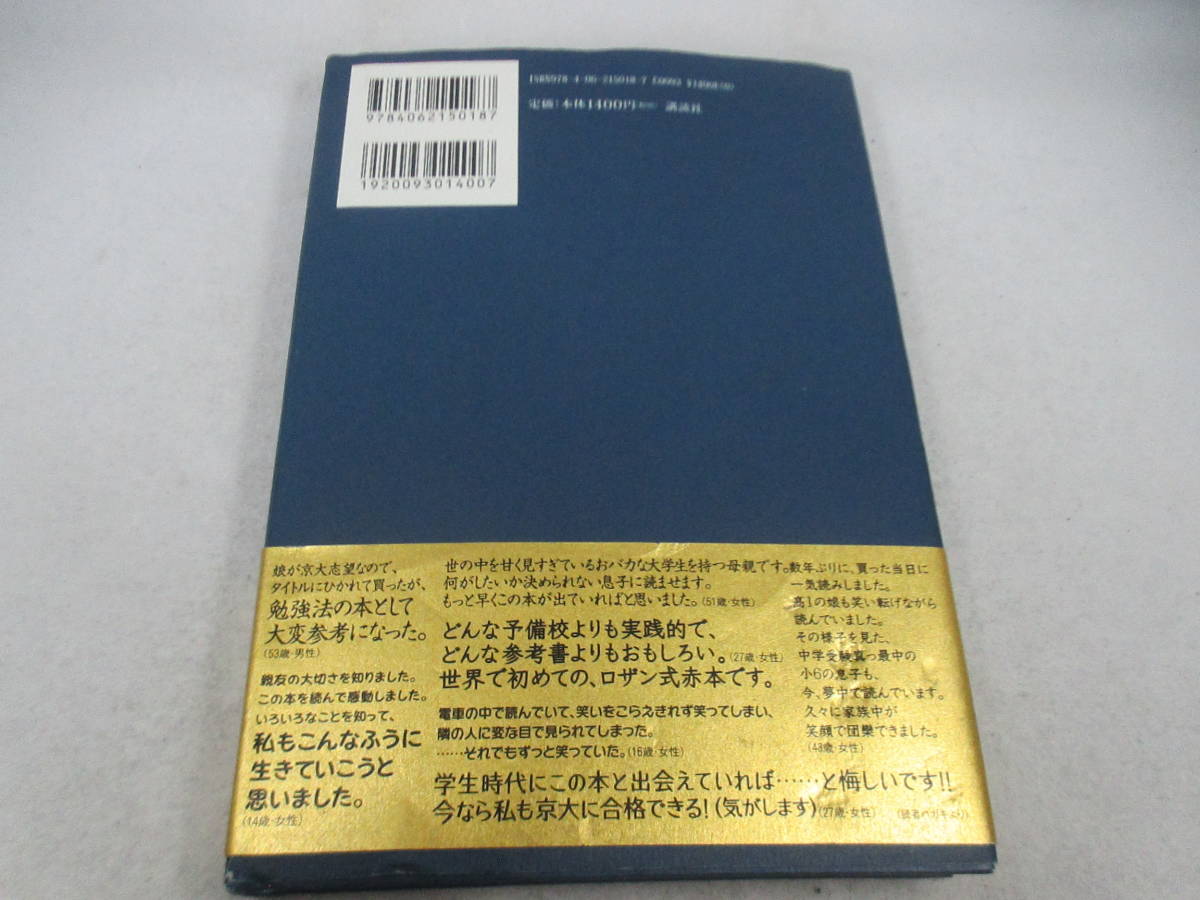 9784062150187
1920093014007
ISBN978-4-06-215018-7
定価:本体1400円(税別) 講談社
娘が京大志望なので、
タイトルにひかれて買ったが、
勉強法の本として
大変参考になった。
(53歳・男性)
親友の大切さを知りました。
この本を読んで感動しました。
いろいろなことを知って、
私もこんなふうに
生きていこうと
思いました。
(14歳・女性)
世の中を甘く見すぎているおバカな大学生を持つ母親です。
何がしたいか決められない息子に読ませます。
もっと早くこの本が出ていればと思いました。(51歳・女性)
どんな予備校よりも実践的で、
どんな参考書よりもおもしろい。(27歳・女性)
世界で初めての、ロザン式赤本です。
電車の中で読んでいて、笑いをこらえきれず笑ってしまい、
隣の人に変な目で見られてしまった。
……それでもずっと笑っていた。(16歳・女性)
学生時代にこの本と出会えていれば……と悔しいです!!
今なら私も京大に合格できる!(気がします)(27歳・女性)
数年ぶりに、買った当日に
一気読みしました。
高1の娘も笑い転げながら
読んでいました。
その様子を見た、
中学受験真っ最中の
小6の息子も、
今、夢中で読んでいます。
久々に家族中が
笑顔で団欒できました。
(48歳・女性)
(読者ハガキより)